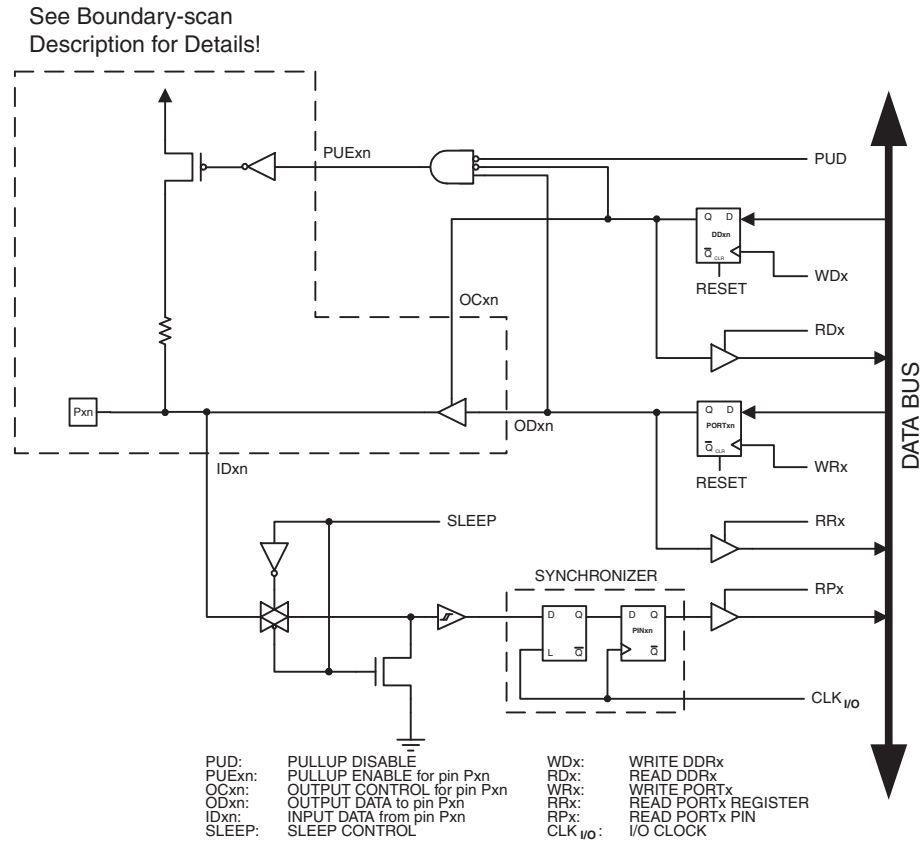 See Boundary-scan
Description for Details!
PUExn
PUD
Q D
DDxn
Q CLR
WDx
RESET
OCxn
RDx
Pxn
ODxn
Q D
PORTxn
Q CLR
WRx
RESET
IDxn
SLEEP
RRx
SYNCHRONIZER
RPx
D Q
L Q
D Q
PINxn
Q
CLK I/O
DATA BUS
PUD: PULLUP DISABLE
PUExn: PULLUP ENABLE for pin Pxn
OCxn: OUTPUT CONTROL for pin Pxn
ODxn: OUTPUT DATA to pin Pxn
IDxn: INPUT DATA from pin Pxn
SLEEP: SLEEP CONTROL
WDx: WRITE DDRx
RDx: READ DDRx
WRx: WRITE PORTx
RRx: READ PORTx REGISTER
RPx: READ PORTx PIN
CLK I/O: I/O CLOCK